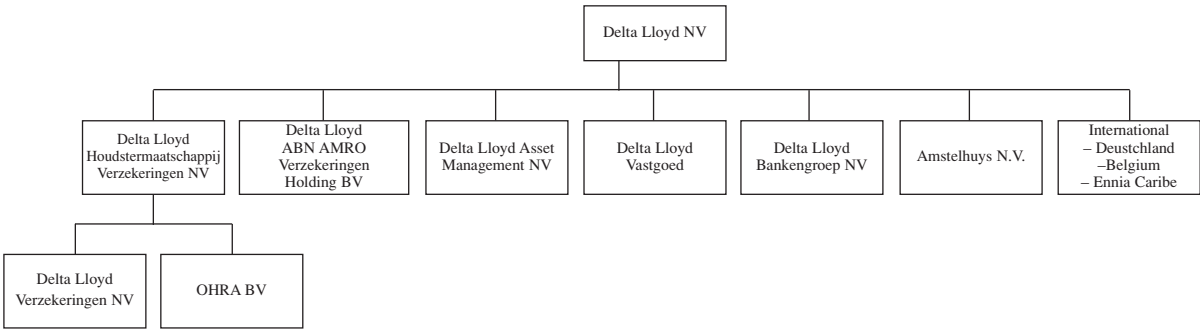 Delta Lloyd NV
Delta Lloyd
Houdstermaatschappij
Verzekeringen NV
Delta Lloyd
ABN AMRO
Verzekeringen
Holding BV
Delta Lloyd Asset
Management NV
Delta Lloyd
Vastgoed
Delta Lloyd
Bankengroep NV
Amstelhuys N.V.
International
– Deustchland
–Belgium
– Ennia Caribe
Delta Lloyd
Verzekeringen NV
OHRA BV